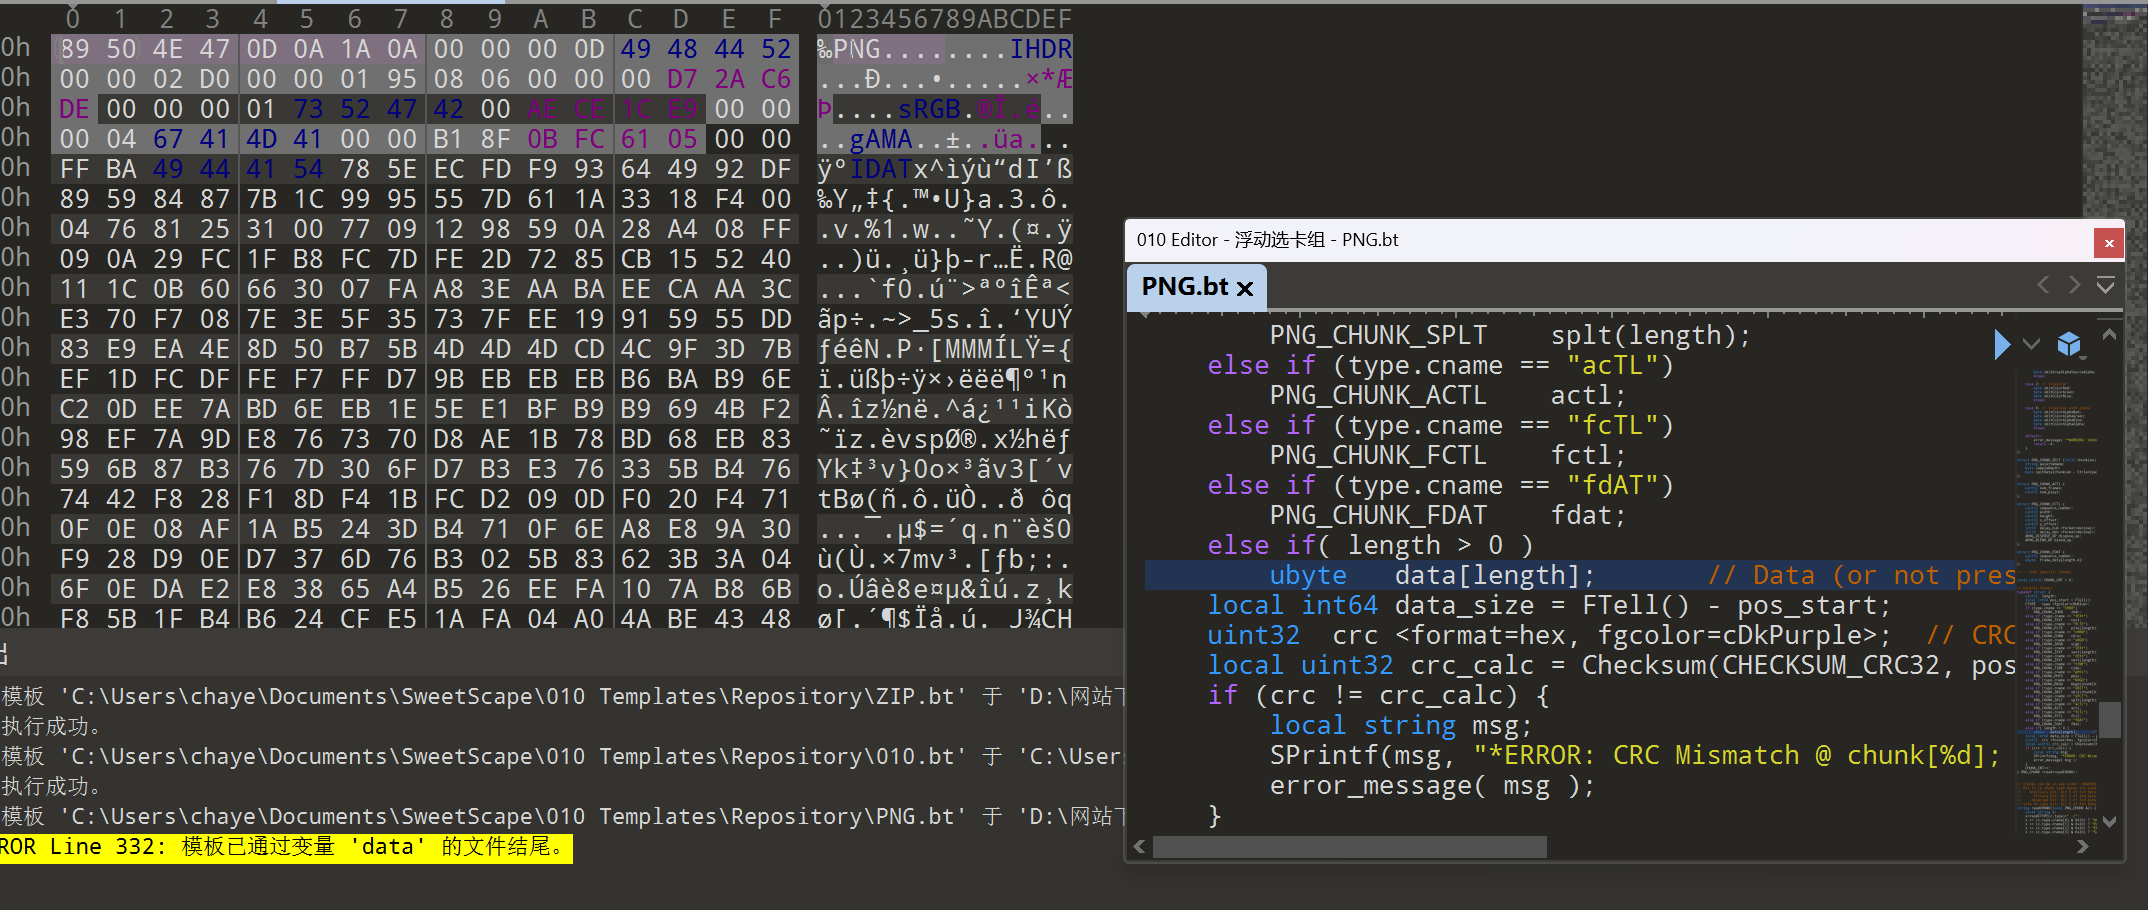 0 1 2 3 4 5 6 7 8 9 A B C D E F 0123456789ABCDEF
0h 89 50 4E 47 0D 0A 1A 0A 00 00 00 0D 49 48 44 52 ‰PNG........IHDR
0h 00 00 02 D0 00 00 01 95 08 06 00 00 00 D7 2A C6 ...Ð...•.....×*Æ
0h DE 00 00 00 01 73 52 47 42 00 AE CE 1C E9 00 00 Þ....sRGB.®Î.é..
0h 00 04 67 41 4D 41 00 00 B1 8F 0B FC 61 05 00 00 ..gAMA..±..üa...
0h FF BA 49 44 41 54 78 5E EC FD F9 93 64 49 92 DF ÿºIDATx^ìýù“dI’ß
0h 89 59 84 87 7B 1C 99 95 55 7D 61 1A 33 18 F4 00 ‰Y„‡{.™•U}a.3.ô.
0h 04 76 81 25 31 00 77 09 12 98 59 0A 28 A4 08 FF .v.%1.w..˜Y.(¤.ÿ
0h 09 0A 29 FC 1F B8 FC 7D FE 2D 72 85 CB 15 52 40 ..)ü.¸ü}þ-r…Ë.R@
0h 11 1C 0B 60 66 30 07 FA A8 3E AA BA EE CA AA 3C ...`f0.ú¨>ªºîÊª<
0h E3 70 F7 08 7E 3E 5F 35 73 7F EE 19 91 59 55 DD ãp÷.~>_5s.î.‘YUÝ
0h 83 E9 EA 4E 8D 50 B7 5B 4D 4D 4D CD 4C 9F 3D 7B ƒéêN.P·[MMMÍLŸ={
0h EF 1D FC DF FE F7 FF D7 9B EB EB EB B6 BA B9 6E ï.üßþ÷ÿ×›ëëë¶º¹n
0h C2 0D EE 7A BD 6E EB 1E 5E E1 BF B9 B9 69 4B F2 Â.îz½në.^á¿¹¹iKò
0h 98 EF 7A 9D E8 76 73 70 D8 AE 1B 78 BD 68 EB 83 ˜ïz.èvspØ®.x½hëƒ
0h 59 6B 87 B3 76 7D 30 6F D7 B3 E3 76 33 5B B4 76 Yk‡³v}0o×³ãv3[´v
0h 74 42 F8 28 F1 8D F4 1B FC D2 09 0D F0 20 F4 71 tBø(ñ.ô.üÒ..ð ôq
0h 0F 0E 08 AF 1A B5 24 3D B4 71 0F 6E A8 E8 9A 30 ...¯.µ$=´q.n¨èš0
0h F9 28 D9 0E D7 37 6D 76 B3 02 5B 83 62 3B 3A 04 ù(Ù.×7mv³.[ƒb;:.
0h 6F 0E DA E2 E8 38 65 A4 B5 26 EE FA 10 7A B8 6B o.Úâè8e¤µ&îú.z¸k
0h F8 5B 1F B4 B6 24 CF E5 1A FA 04 A0 4A BE 43 48 ø[.´¶$Ïå.ú. J¾CH
出
模板 'C:\Users\chaye\Documents\SweetScape\010 Templates\Repository\ZIP.bt' 于 'D:\网站下
执行成功。
模板 'C:\Users\chaye\Documents\SweetScape\010 Templates\Repository\010.bt' 于 'C:\Users
执行成功。
模板 'C:\Users\chaye\Documents\SweetScape\010 Templates\Repository\PNG.bt' 于 'D:\网站下
ROR Line 332: 模板已通过变量 'data' 的文件结尾。
010 Editor - 浮动选卡组 - PNG.bt
PNG.bt
PNG_CHUNK_SPLT splt(length);
else if (type.cname == "acTL")
PNG_CHUNK_ACTL actl;
else if (type.cname == "fcTL")
PNG_CHUNK_FCTL fctl;
else if (type.cname == "fdAT")
PNG_CHUNK_FDAT fdat;
else if( length > 0 )
ubyte data[length]; // Data (or not pres
local int64 data_size = FTell() - pos_start;
uint32 crc <format=hex, fgcolor=cDkPurple>; // CRC
local uint32 crc_calc = Checksum(CHECKSUM_CRC32, pos
if (crc != crc_calc) {
local string msg;
SPrintf(msg, "*ERROR: CRC Mismatch @ chunk[%d];
error_message( msg );
}